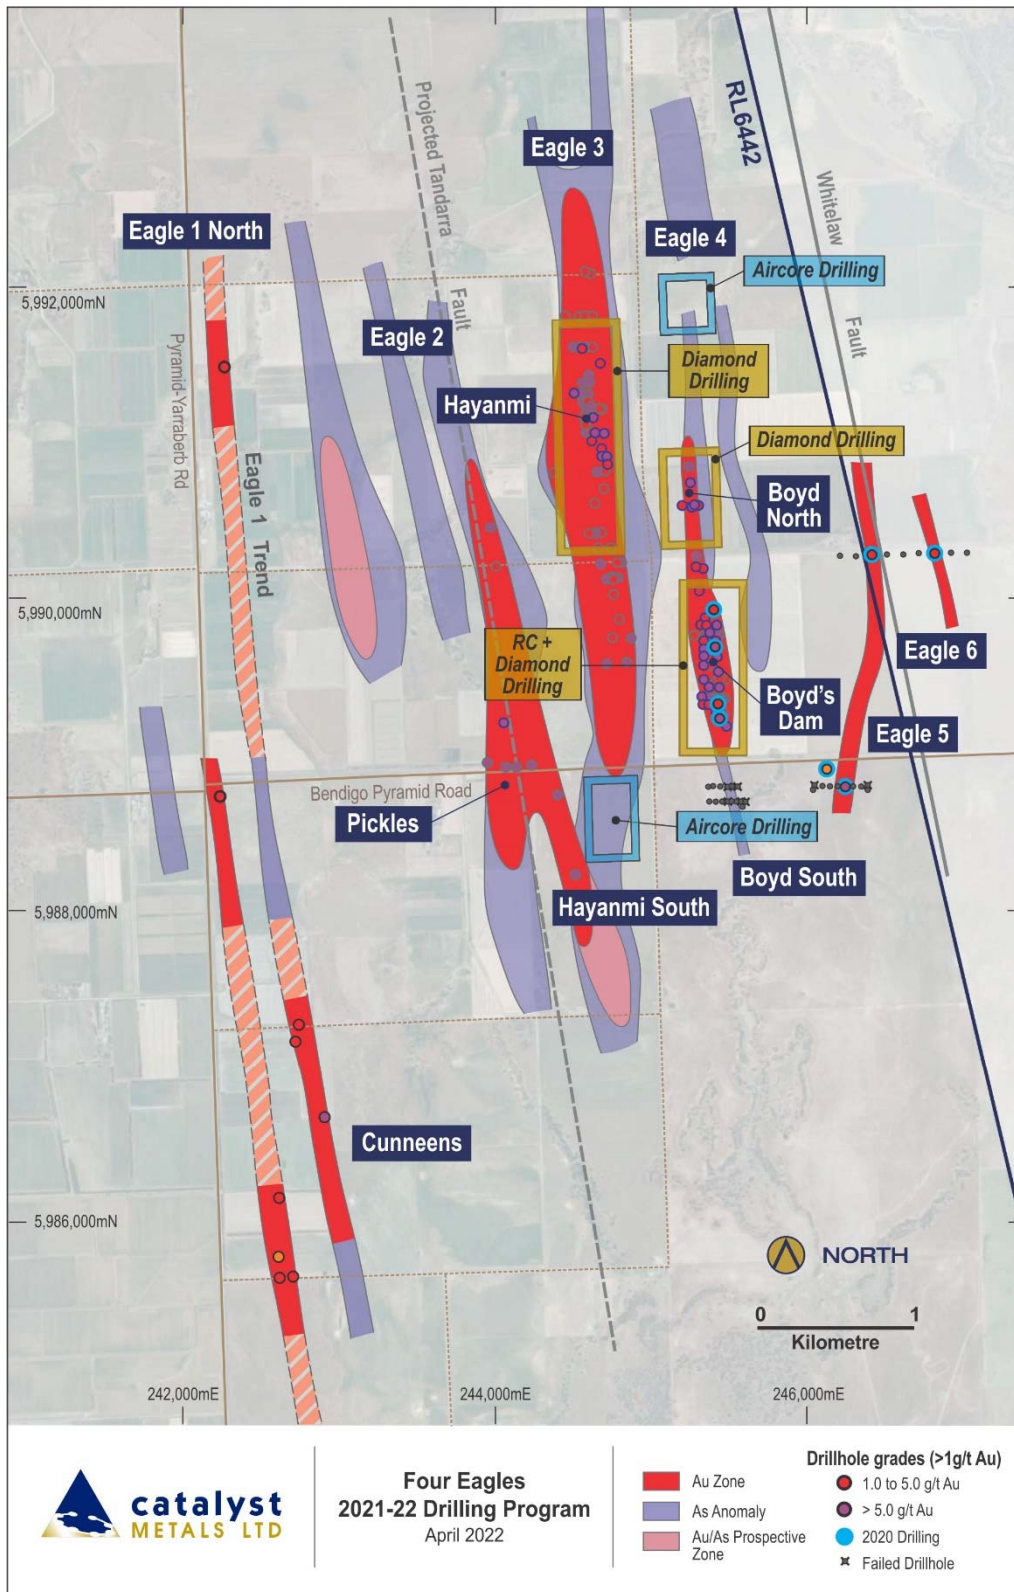 Eagle 3
RL6442
Projected Tandarra
Fault
Whitelaw
Fault
Eagle 1 North
Eagle 4
Aircore Drilling
5,992,000mN
Pyramid-Yarraberb Rd
Eagle 2
Diamond
Drilling
Hayanmi
Diamond Drilling
Eagle 1 Trend
Boyd
North
5,990,000mN
RC +
Diamond
Drilling
Eagle 6
Boyd's
Dam
Eagle 5
Bendigo Pyramid Road
Pickles
Aircore Drilling
Boyd South
Hayanmi South
5,988,000mN
Cunneens
5,986,000mN
NORTH
0 1
Kilometre
242,000mE
244,000mE
246,000mE
catalyst
METALS LTD
Four Eagles
2021-22 Drilling Program
April 2022
Au Zone
As Anomaly
Au/As Prospective
Zone
Drillhole grades (>1g/t Au)
1.0 to 5.0 g/t Au
> 5.0 g/t Au
2020 Drilling
Failed Drillhole